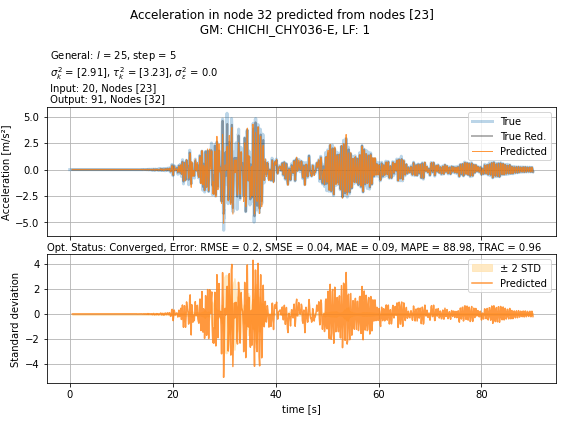 Acceleration in node 32 predicted from nodes [23]
GM: CHICHI_CHY036-E, LF: 1
General: l = 25, step = 5
σ²ₖ = [2.91], τ²ₖ = [3.23], σ²ε = 0.0
Input: 20, Nodes [23]
Output: 91, Nodes [32]
5.0
2.5
0.0
−2.5
−5.0
Acceleration [m/s²]
True
True Red.
Predicted
Opt. Status: Converged, Error: RMSE = 0.2, SMSE = 0.04, MAE = 0.09, MAPE = 88.98, TRAC = 0.96
4
2
0
−2
−4
Standard deviation
± 2 STD
Predicted
0 20 40 60 80
time [s]